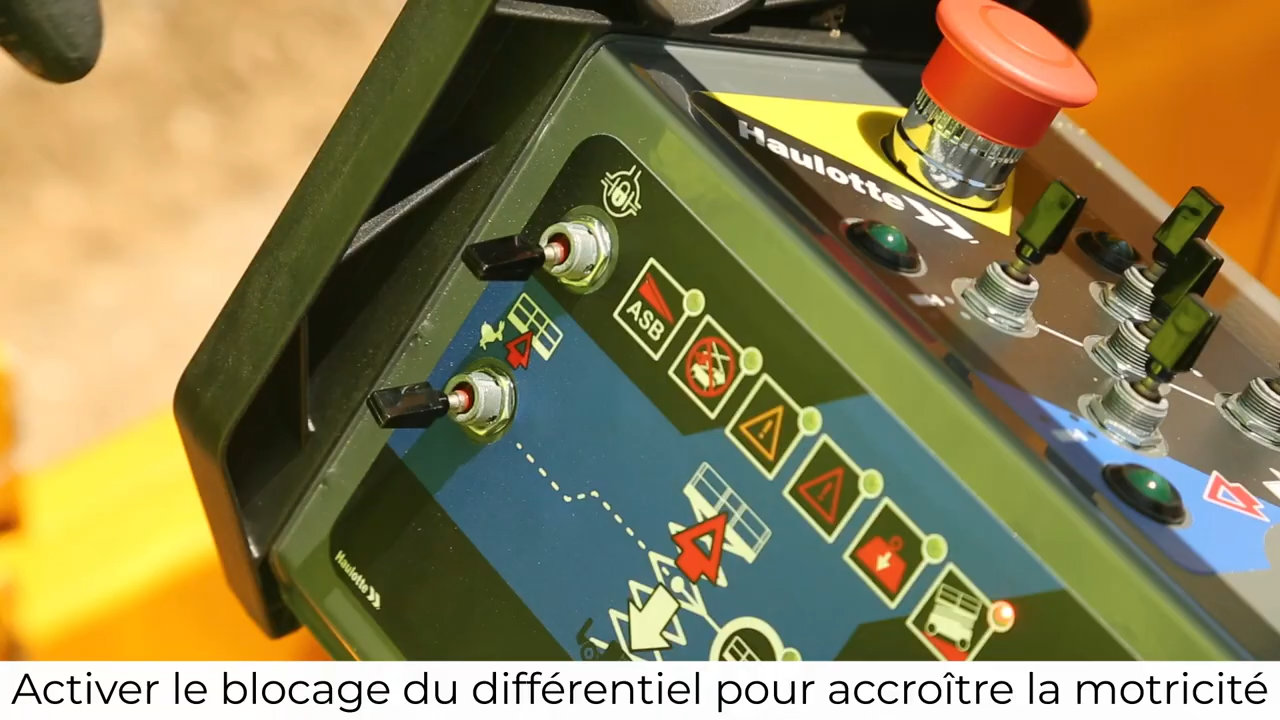 Haulotte
ASB
Haulotte
Activer le blocage du différentiel pour accroître la motricité